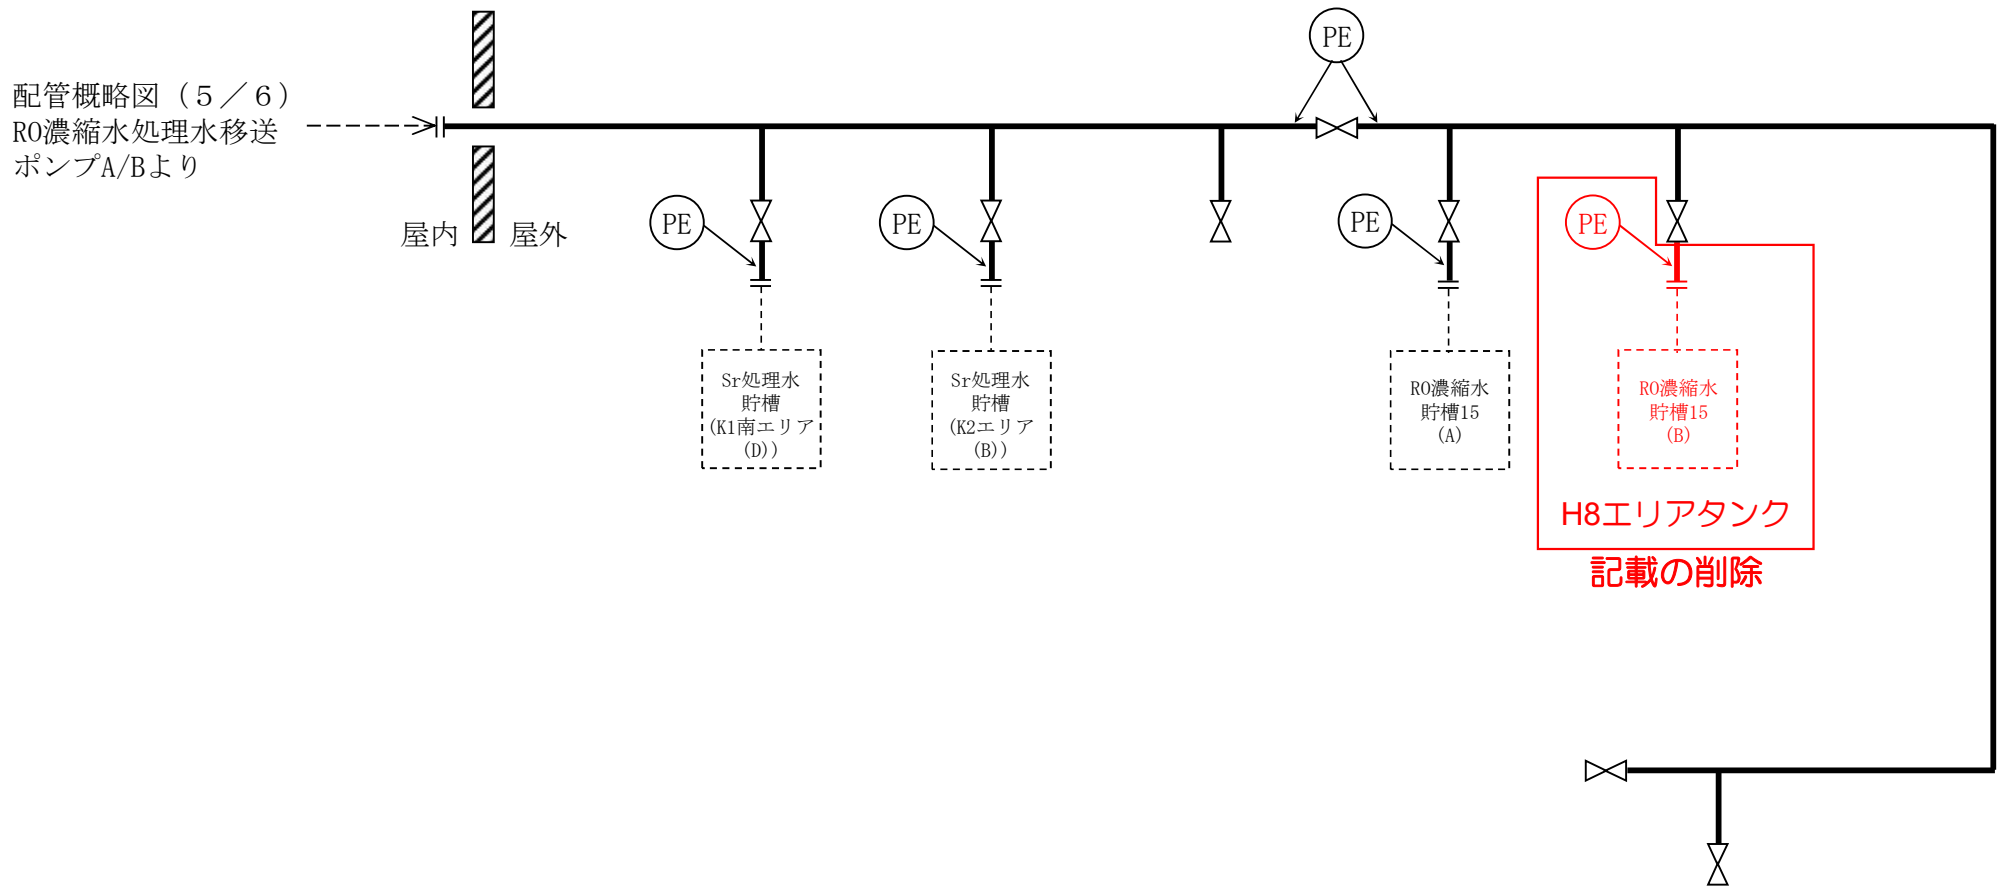 PE
配管概略図（５／６）
RO濃縮水処理水移送
ポンプA/Bより
屋内
屋外
PE
PE
PE
PE
Sr処理水
貯槽
(K1南エリア
(D))
Sr処理水
貯槽
(K2エリア
(B))
RO濃縮水
貯槽15
(A)
RO濃縮水
貯槽15
(B)
H8エリアタンク
記載の削除